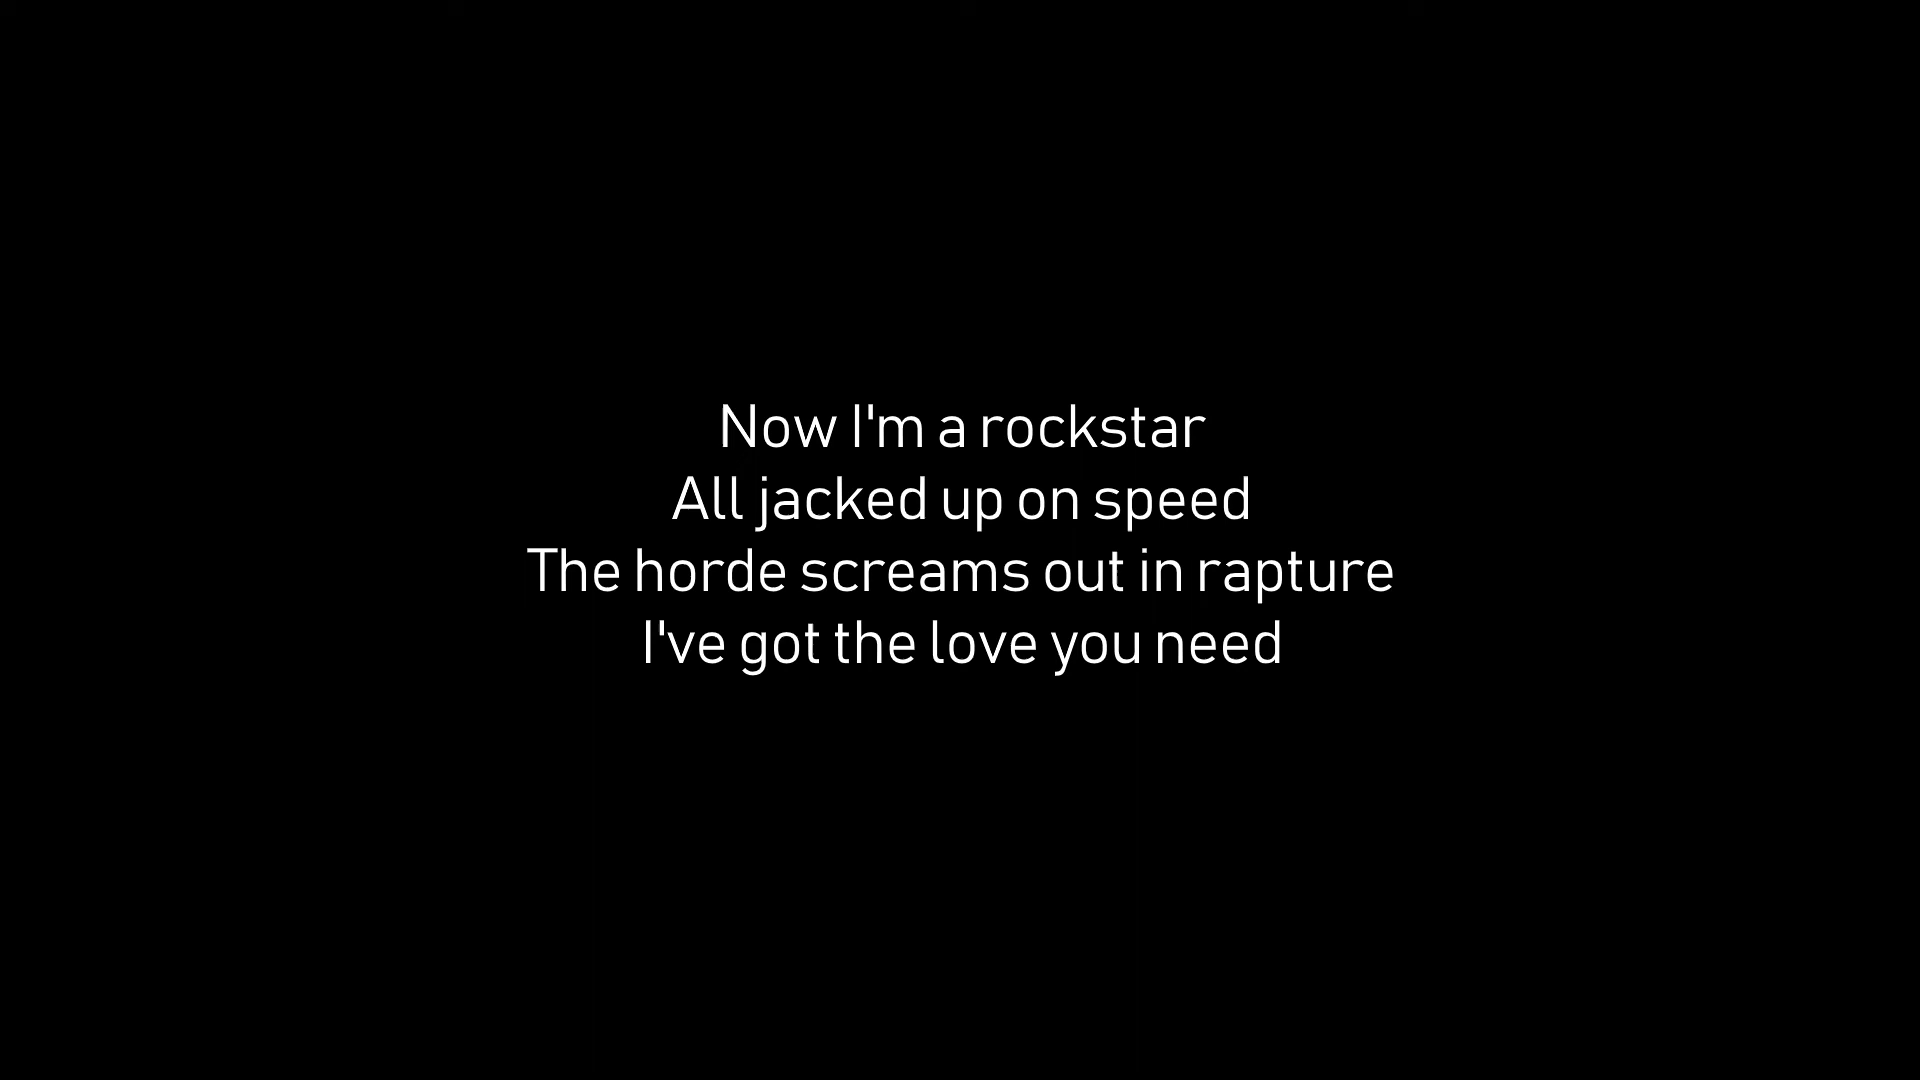 Now I'm a rockstar
All jacked up on speed
The horde screams out in rapture
I've got the love you need